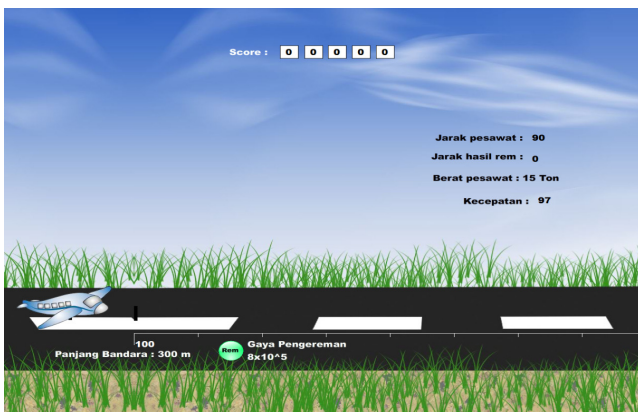 Score : 0 0 0 0 0
Jarak pesawat : 90
Jarak hasil rem : 0
Berat pesawat : 15 Ton
Kecepatan : 97
100
Panjang Bandara : 300 m
Rem
Gaya Pengereman
8x10^5